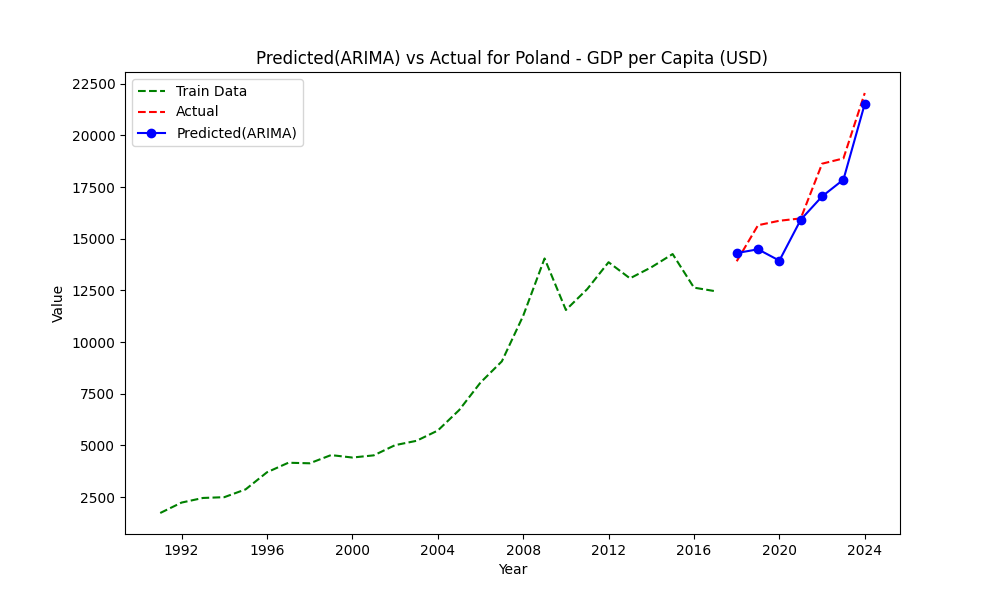 Predicted(ARIMA) vs Actual for Poland - GDP per Capita (USD)
Train Data
Actual
Predicted(ARIMA)
Value
22500
20000
17500
15000
12500
10000
7500
5000
2500
1992 1996 2000 2004 2008 2012 2016 2020 2024
Year